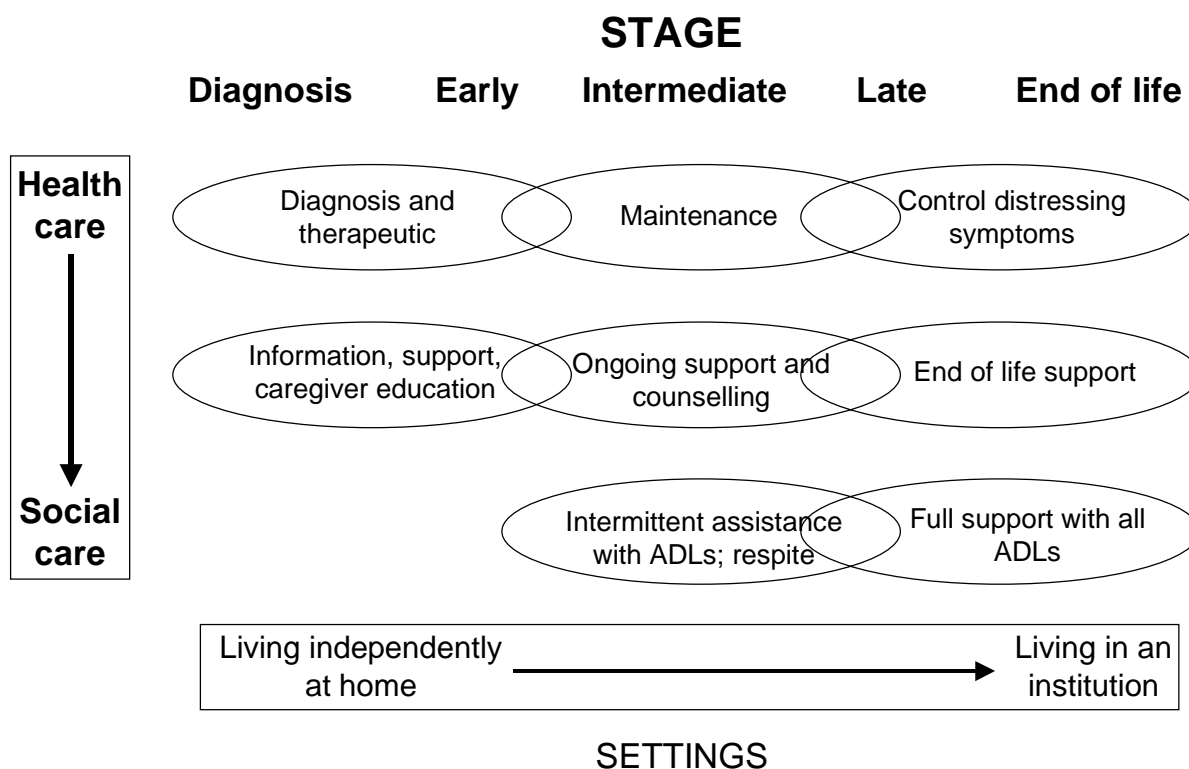 STAGE
Diagnosis Early Intermediate Late End of life
Health
care
Diagnosis and
therapeutic
Maintenance
Control distressing
symptoms
Information, support,
caregiver education
Ongoing support and
counselling
End of life support
Social
care
Intermittent assistance
with ADLs; respite
Full support with all
ADLs
Living independently
at home
Living in an
institution
SETTINGS